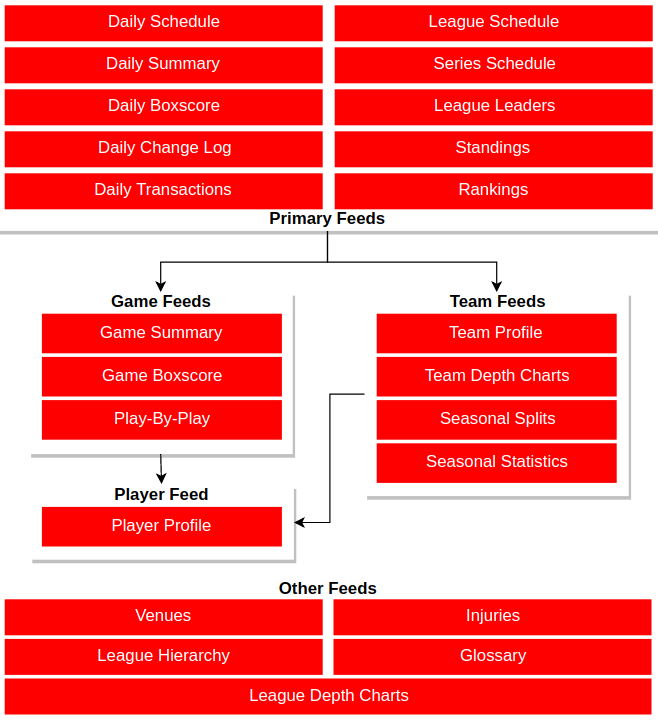 Daily Schedule
League Schedule
Daily Summary
Series Schedule
Daily Boxscore
League Leaders
Daily Change Log
Standings
Daily Transactions
Rankings
Primary Feeds
Game Feeds
Game Summary
Game Boxscore
Play-By-Play
Team Feeds
Team Profile
Team Depth Charts
Seasonal Splits
Seasonal Statistics
Player Feed
Player Profile
Other Feeds
Venues
Injuries
League Hierarchy
Glossary
League Depth Charts